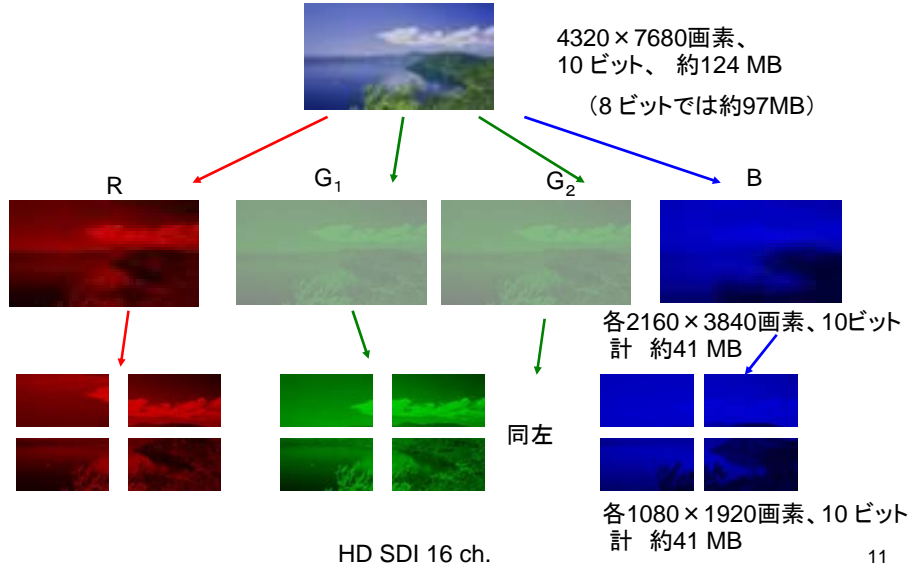 4320×7680画素、
10 ビット、 約124 MB
（8 ビットでは約97MB）
R
G₁
G₂
B
各2160×3840画素、10ビット
計 約41 MB
同左
各1080×1920画素、10 ビット
計 約41 MB
HD SDI 16 ch.
11